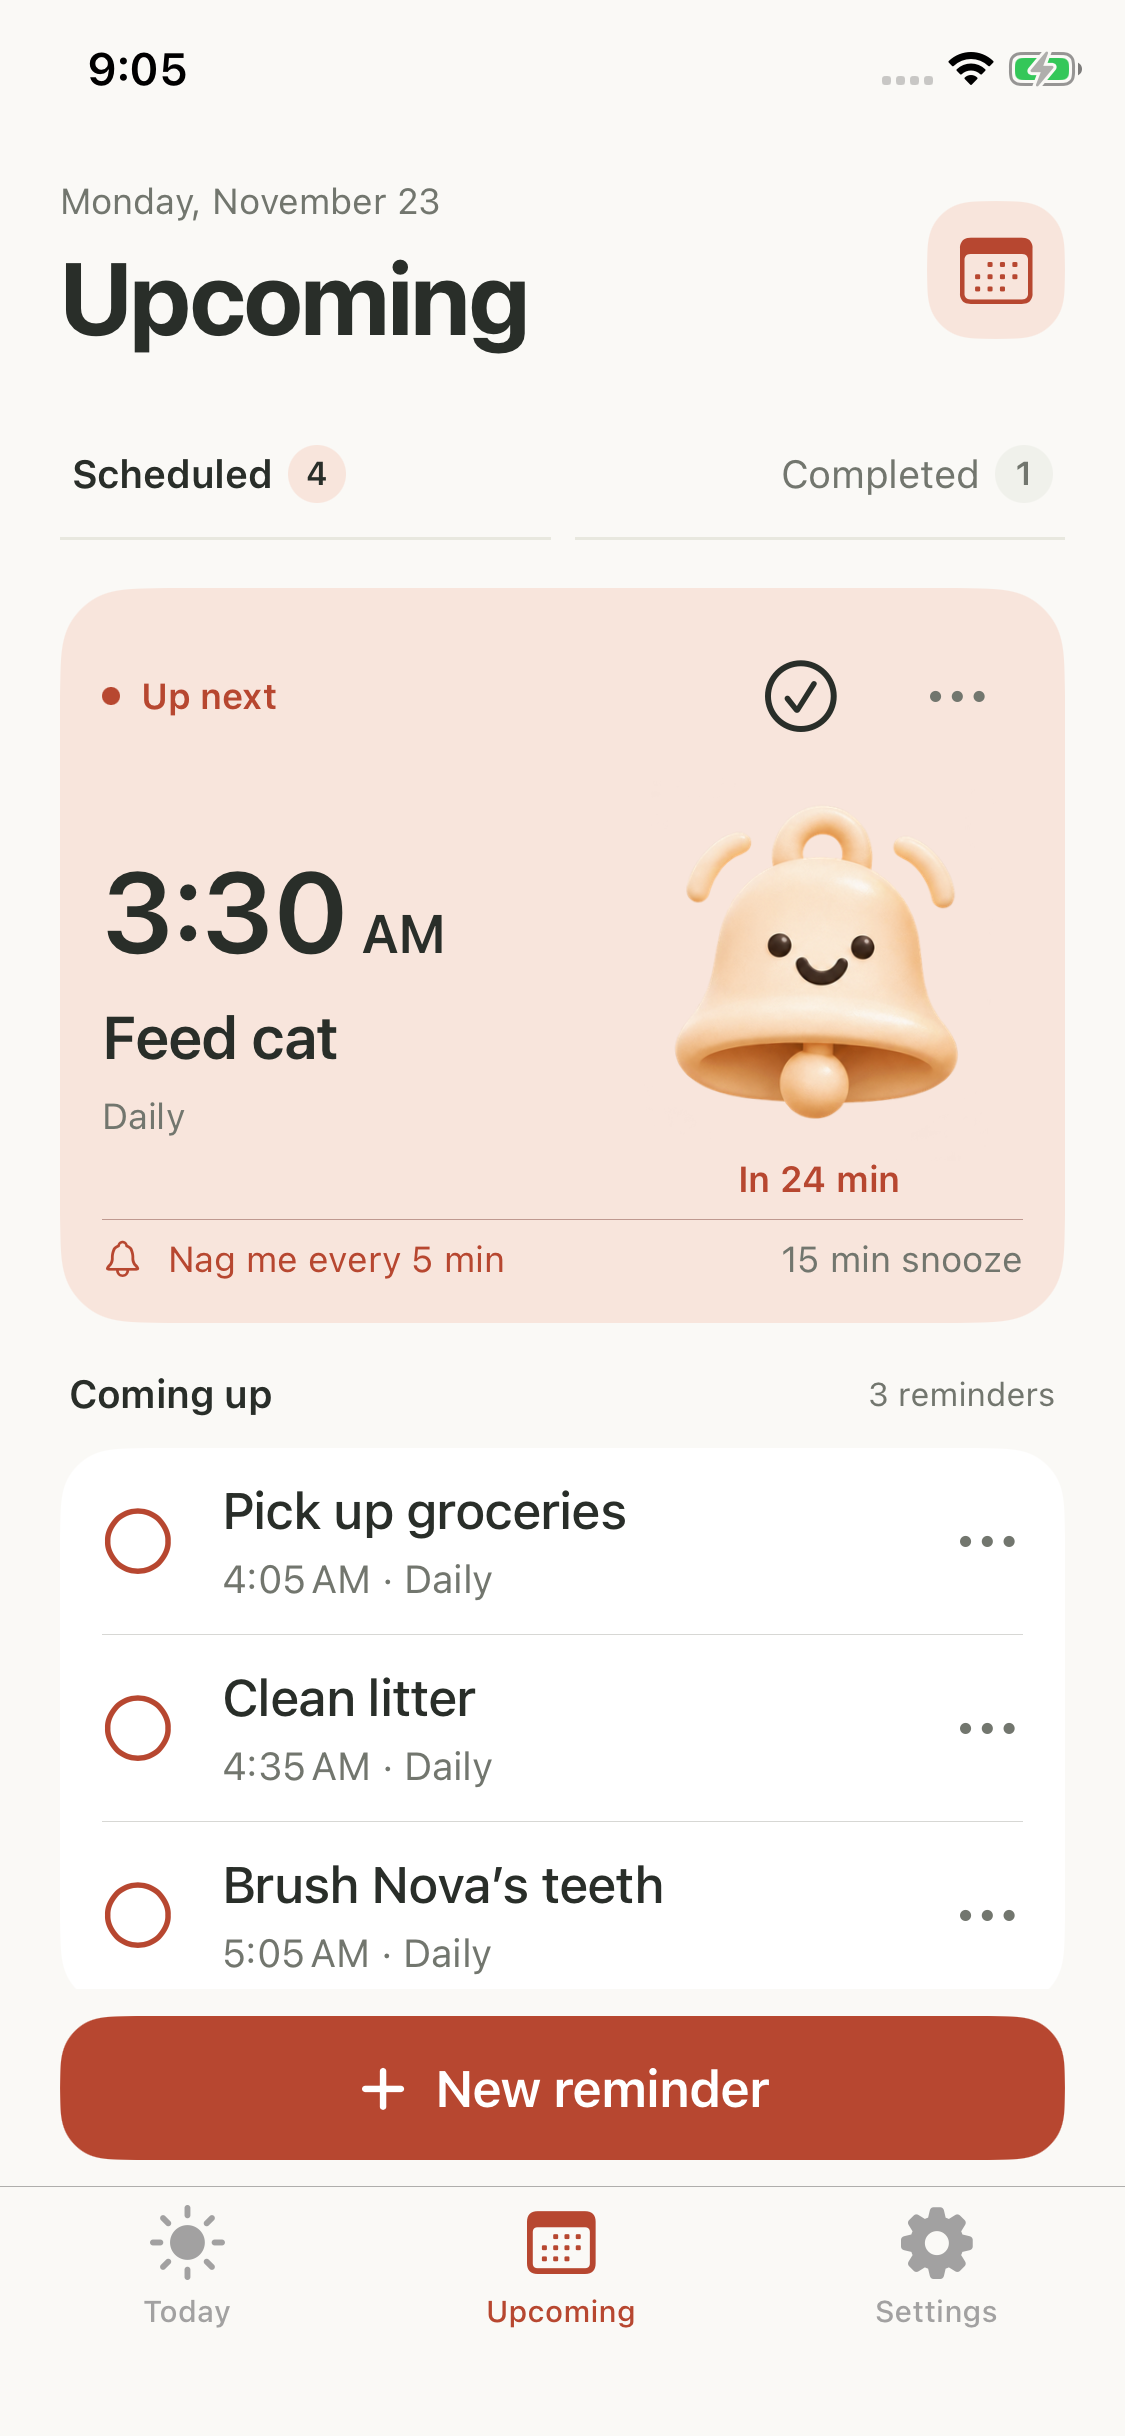 9:05
Monday, November 23
Upcoming
Scheduled 4
Completed 1
Up next
3:30 AM
Feed cat
Daily
In 24 min
Nag me every 5 min
15 min snooze
Coming up
3 reminders
Pick up groceries
4:05 AM · Daily
Clean litter
4:35 AM · Daily
Brush Nova’s teeth
5:05 AM · Daily
+ New reminder
Today
Upcoming
Settings